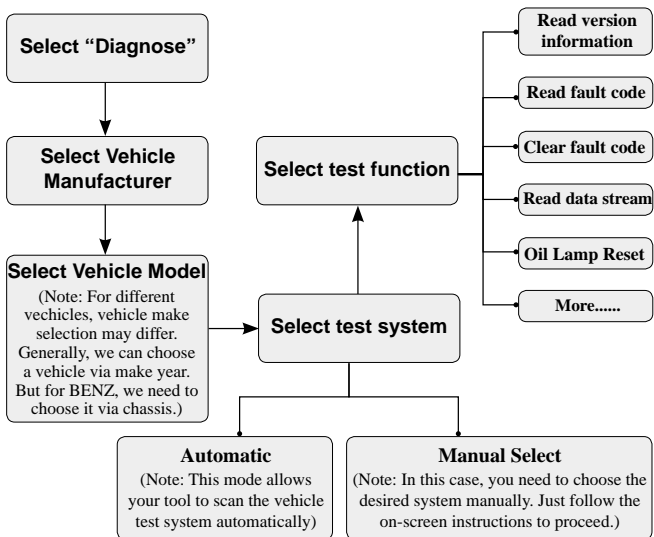 Select “Diagnose”
Select Vehicle
Manufacturer
Select Vehicle Model
(Note: For different
vechicles, vehicle make
selection may differ.
Generally, we can choose
a vehicle via make year.
But for BENZ, we need to
choose it via chassis.)
Select test system
Automatic
(Note: This mode allows
your tool to scan the vehicle
test system automatically)
Manual Select
(Note: In this case, you need to choose the
desired system manually. Just follow the
on-screen instructions to proceed.)
Select test function
Read version
information
Read fault code
Clear fault code
Read data stream
Oil Lamp Reset
More......